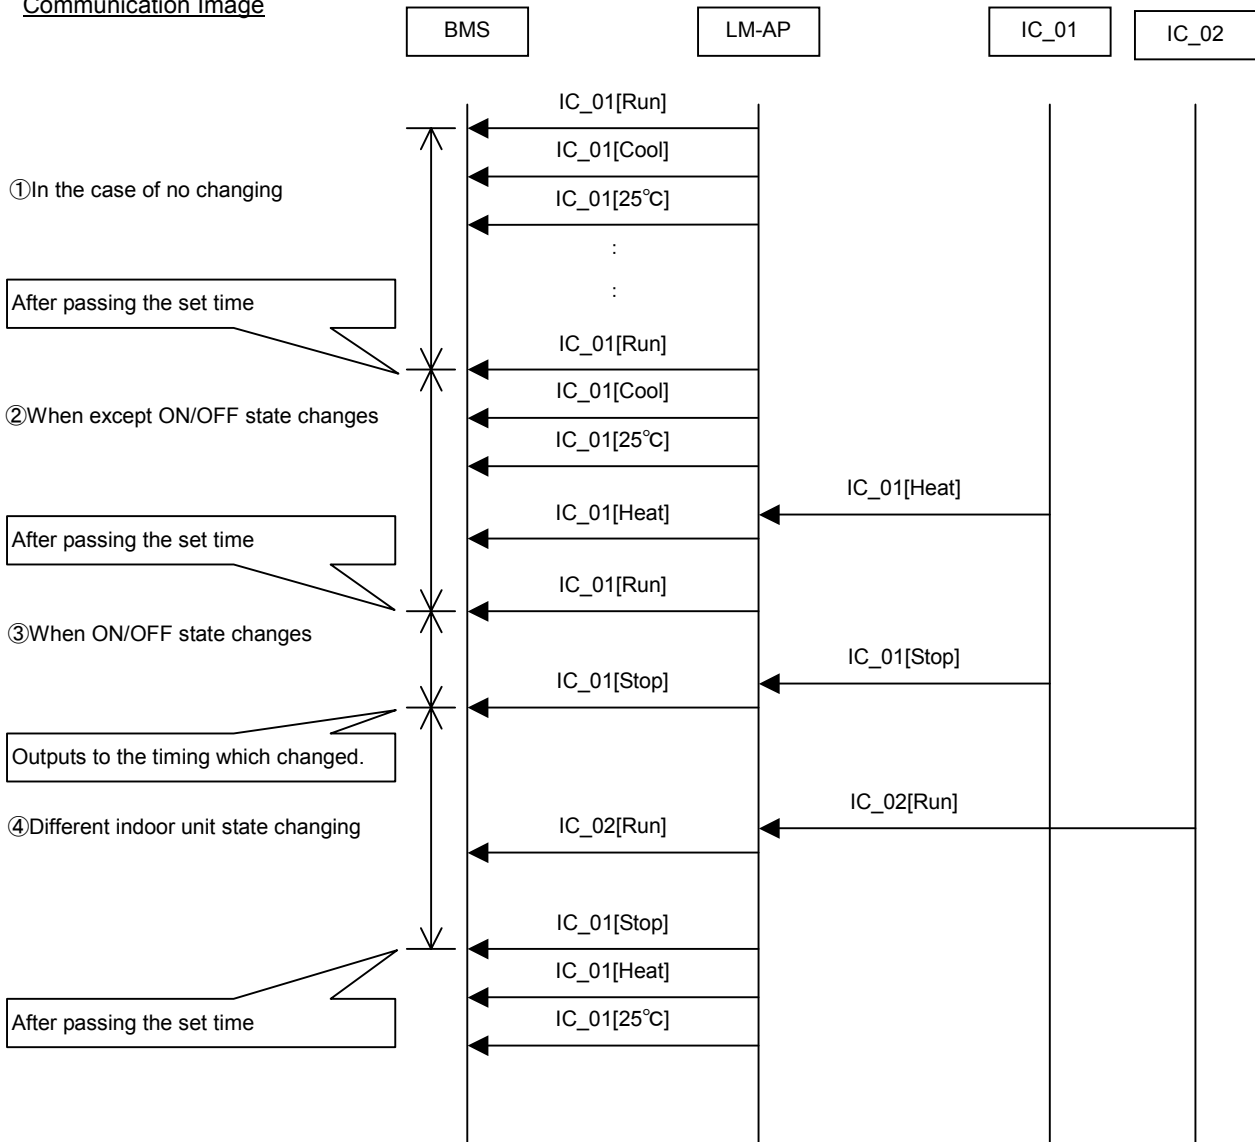 Communication Image
BMS
LM-AP
IC_01
IC_02
IC_01[Run]
IC_01[Cool]
①In the case of no changing
IC_01[25℃]
:
:
After passing the set time
IC_01[Run]
IC_01[Cool]
②When except ON/OFF state changes
IC_01[25℃]
IC_01[Heat]
IC_01[Heat]
After passing the set time
IC_01[Run]
③When ON/OFF state changes
IC_01[Stop]
IC_01[Stop]
Outputs to the timing which changed.
IC_02[Run]
④Different indoor unit state changing
IC_02[Run]
IC_01[Stop]
IC_01[Heat]
After passing the set time
IC_01[25℃]